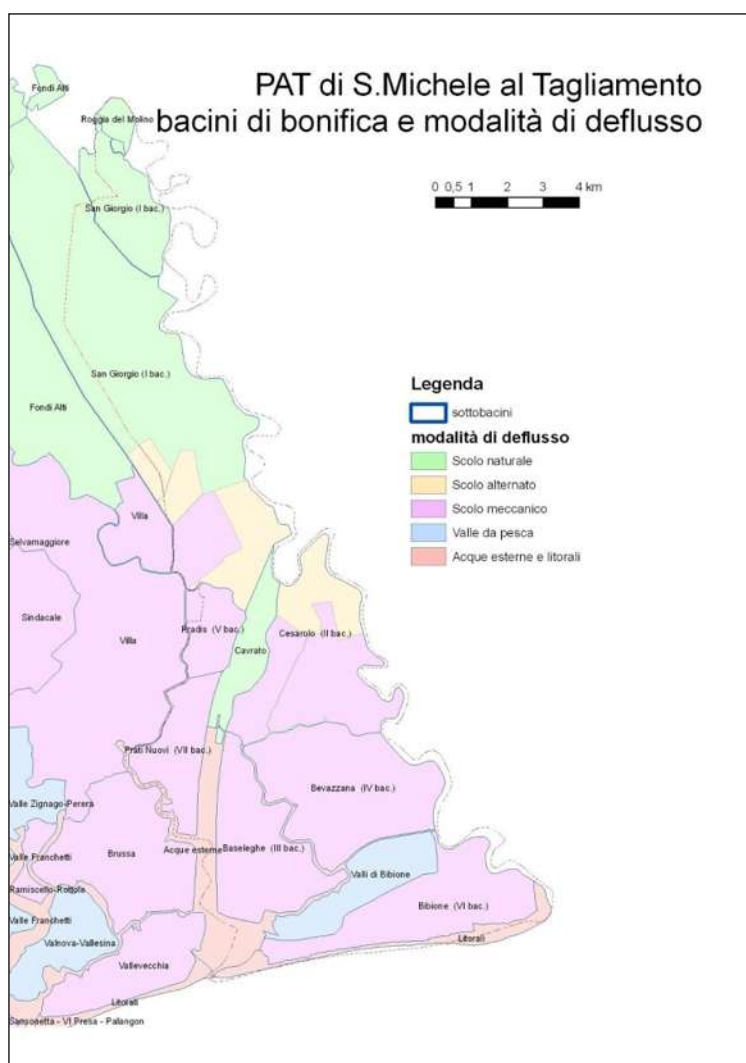 PAT di S.Michele al Tagliamento
bacini di bonifica e modalità di deflusso
0 0,5 1 2 3 4 km
Legenda
sottobacini
modalità di deflusso
Scolo naturale
Scolo alternato
Scolo meccanico
Valle da pesca
Acque esterne e litorali
Fondi Alti
Roggia del Molino
San Giorgio (I bac.)
San Giorgio (I bac.)
Fondi Alti
Villa
Selvamaggiore
Sindacale
Villa
Pradis (V bac.)
Cesarolo (II bac.)
Cavrato
Prati Nuovi (VII bac.)
Bevazzana (IV bac.)
Valle Zignago-Perera
Brussa
Acque esterne
Baseleghe (III bac.)
Valle Franchetti
Valli di Bibione
Ramiscello-Rottole
Bibione (VI bac.)
Valle Franchetti
Valnova-Vallesina
Litorali
Vallevecchia
Litorali
Sansonetta - VI Presa - Palangon